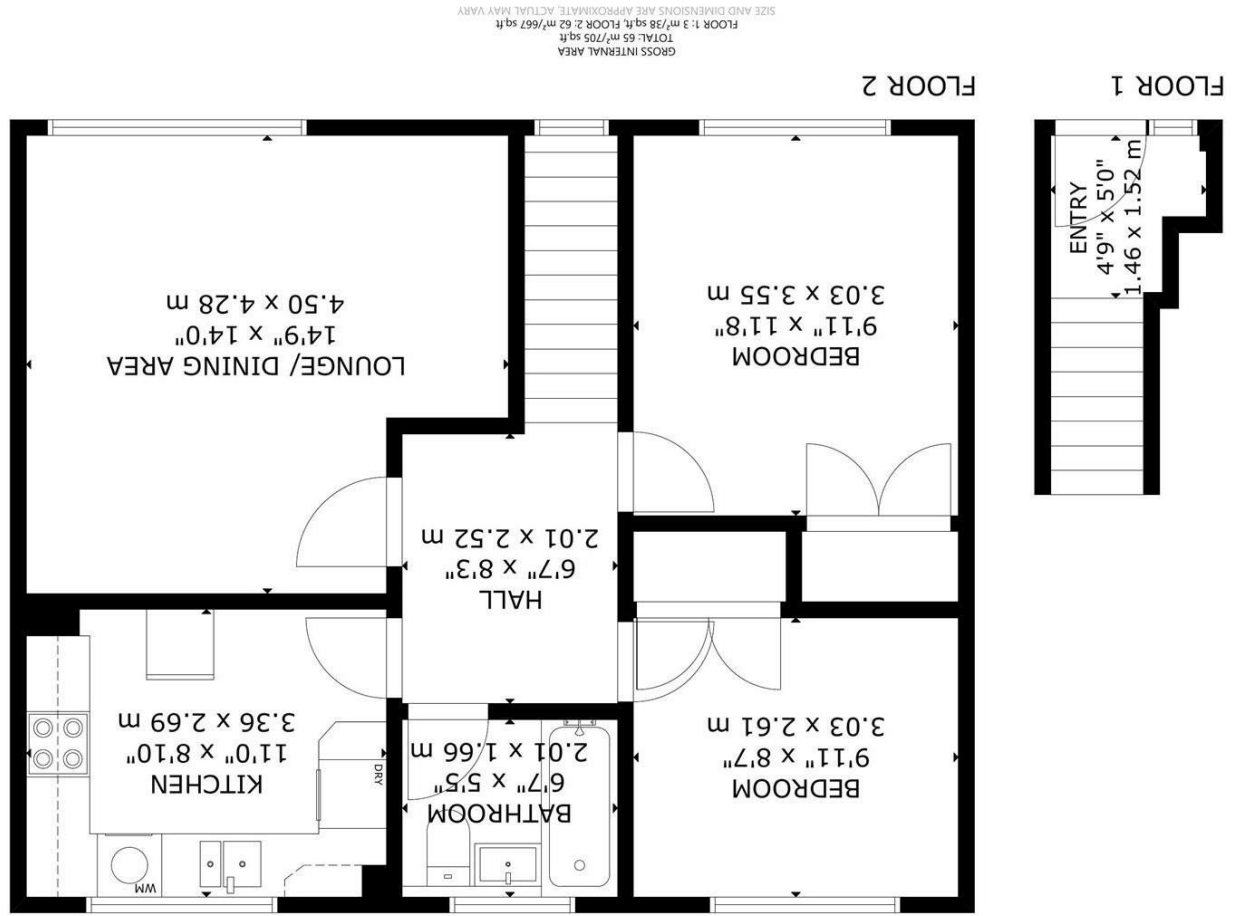 GROSS INTERNAL AREA
TOTAL: 65 m²/705 sq.ft
FLOOR 1: 3 m²/38 sq.ft, FLOOR 2: 62 m²/667 sq.ft
SIZE AND DIMENSIONS ARE APPROXIMATE, ACTUAL MAY VARY
FLOOR 1
FLOOR 2
ENTRY
4'9" x 5'0"
1.46 x 1.52 m
BEDROOM
9'11" x 8'7"
3.03 x 2.61 m
BATHROOM
6'7" x 5'5"
2.01 x 1.66 m
WM
KITCHEN
11'0" x 8'10"
3.36 x 2.69 m
DRY
HALL
6'7" x 8'3"
2.01 x 2.52 m
BEDROOM
9'11" x 11'8"
3.03 x 3.55 m
LOUNGE/ DINING AREA
14'9" x 14'0"
4.50 x 4.28 m